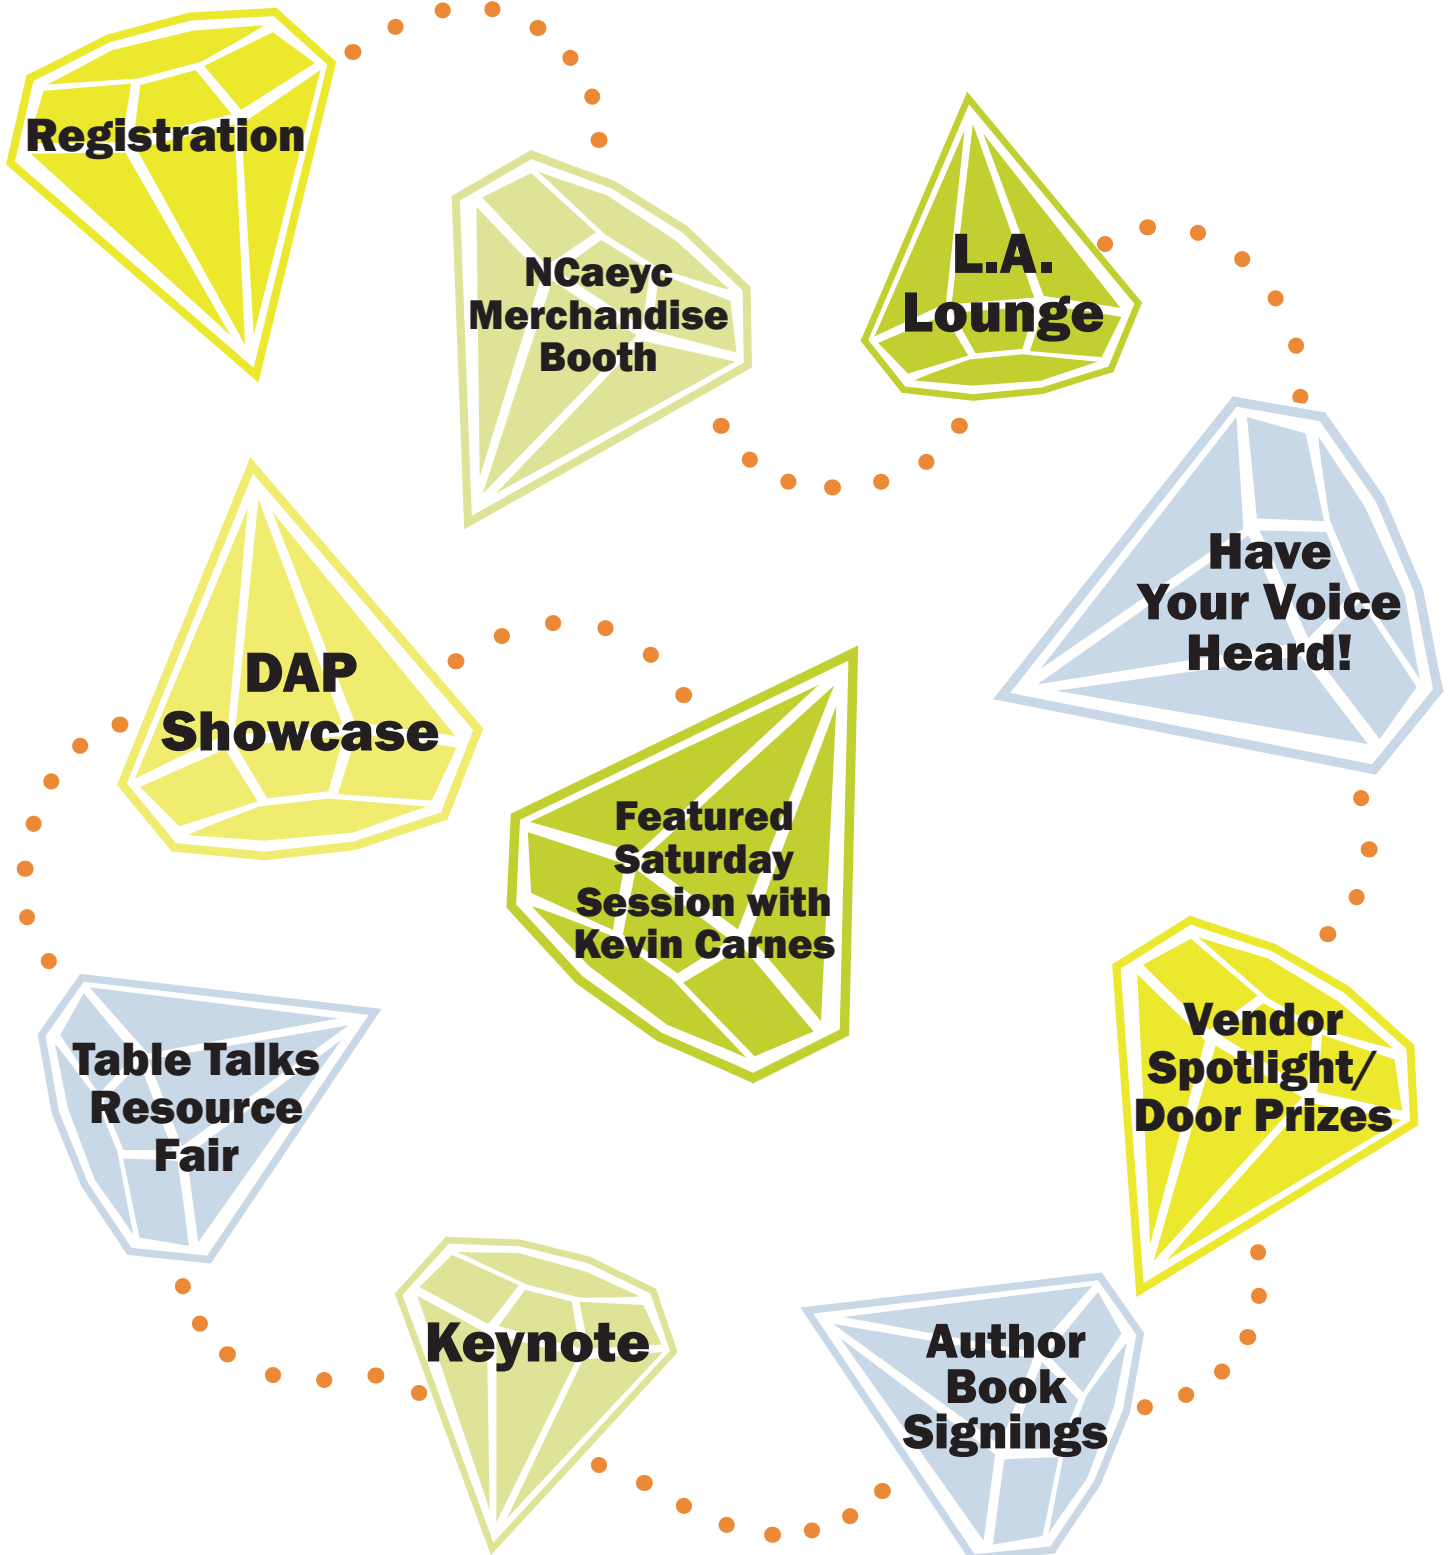 Registration
NCaeyc
Merchandise
Booth
L.A.
Lounge
Have
Your Voice
Heard!
Vendor
Spotlight/
Door Prizes
Author
Book
Signings
Keynote
Table Talks
Resource
Fair
DAP
Showcase
Featured
Saturday
Session with
Kevin Carnes